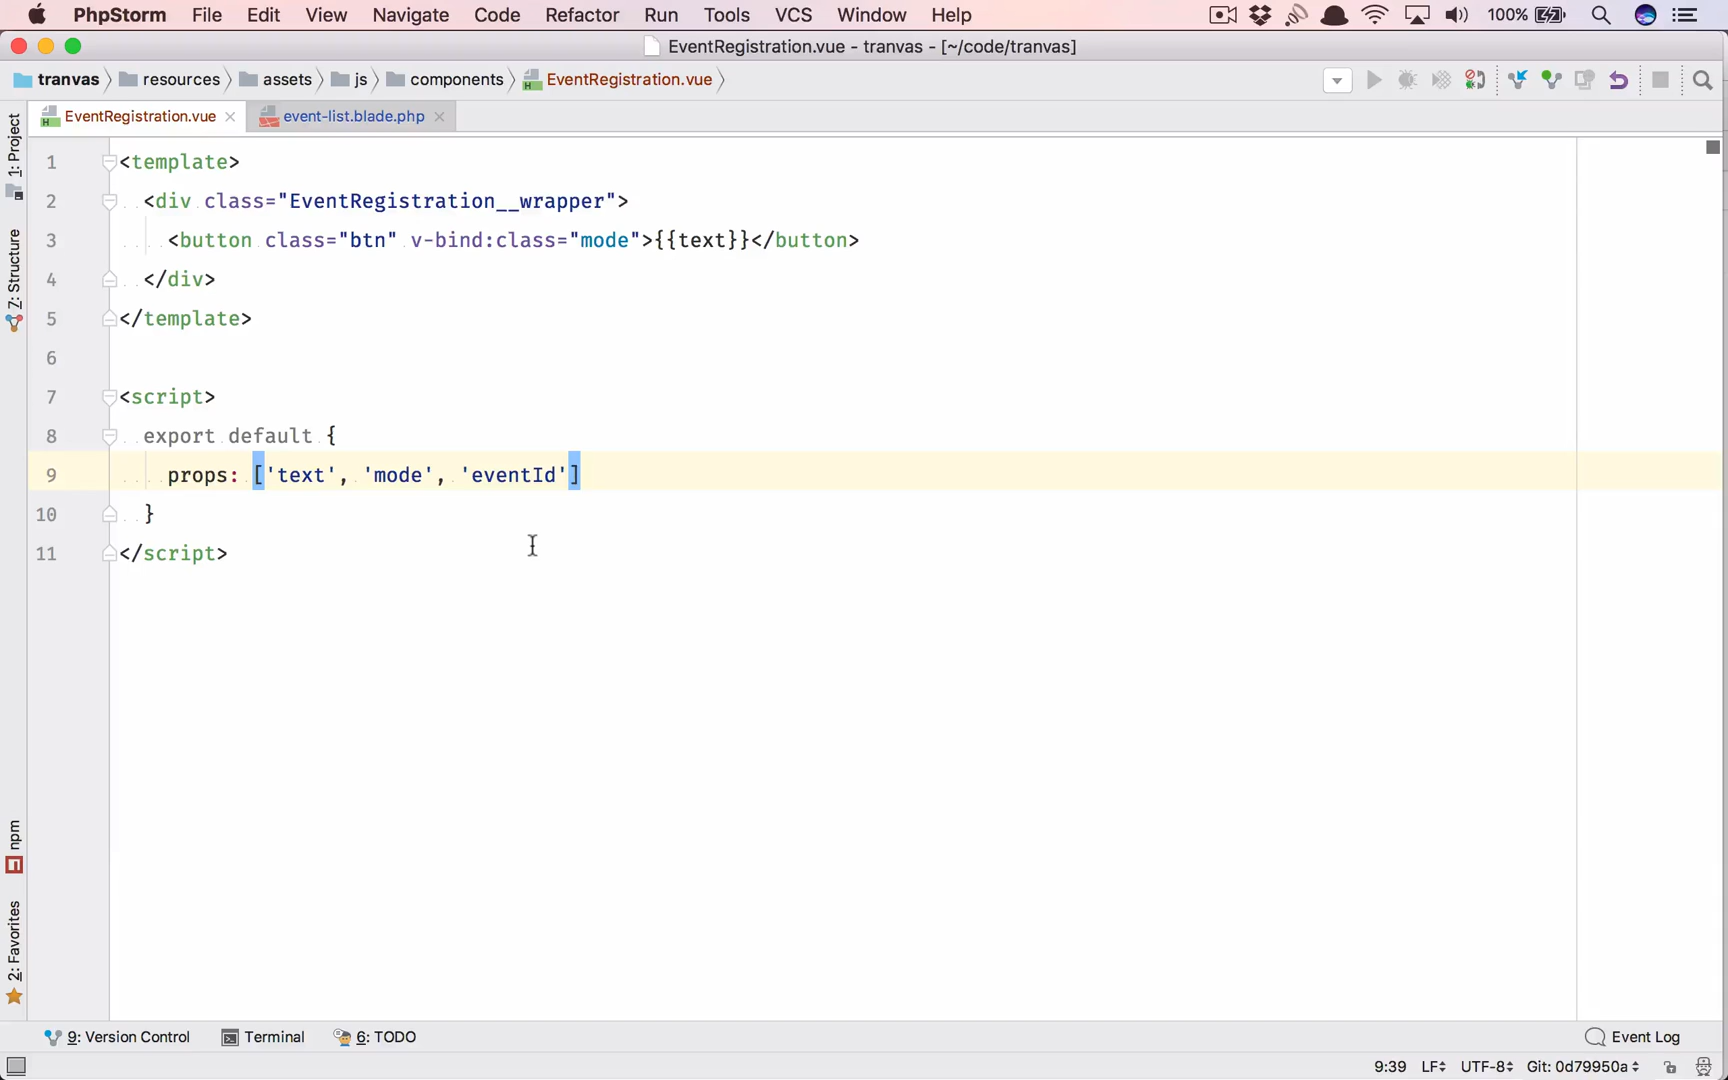 PhpStorm File Edit View Navigate Code Refactor Run Tools VCS Window Help 100%
EventRegistration.vue - tranvas - [~/code/tranvas]
tranvas resources assets js components EventRegistration.vue
EventRegistration.vue event-list.blade.php
1: Project
7: Structure
npm
2: Favorites
1 <template>
2 <div class="EventRegistration__wrapper">
3 <button class="btn" v-bind:class="mode">{{text}}</button>
4 </div>
5 </template>
6
7 <script>
8 export default {
9 props: ['text', 'mode', 'eventId']
10 }
11 </script>
9: Version Control Terminal 6: TODO Event Log
9:39 LF UTF-8 Git: 0d79950a